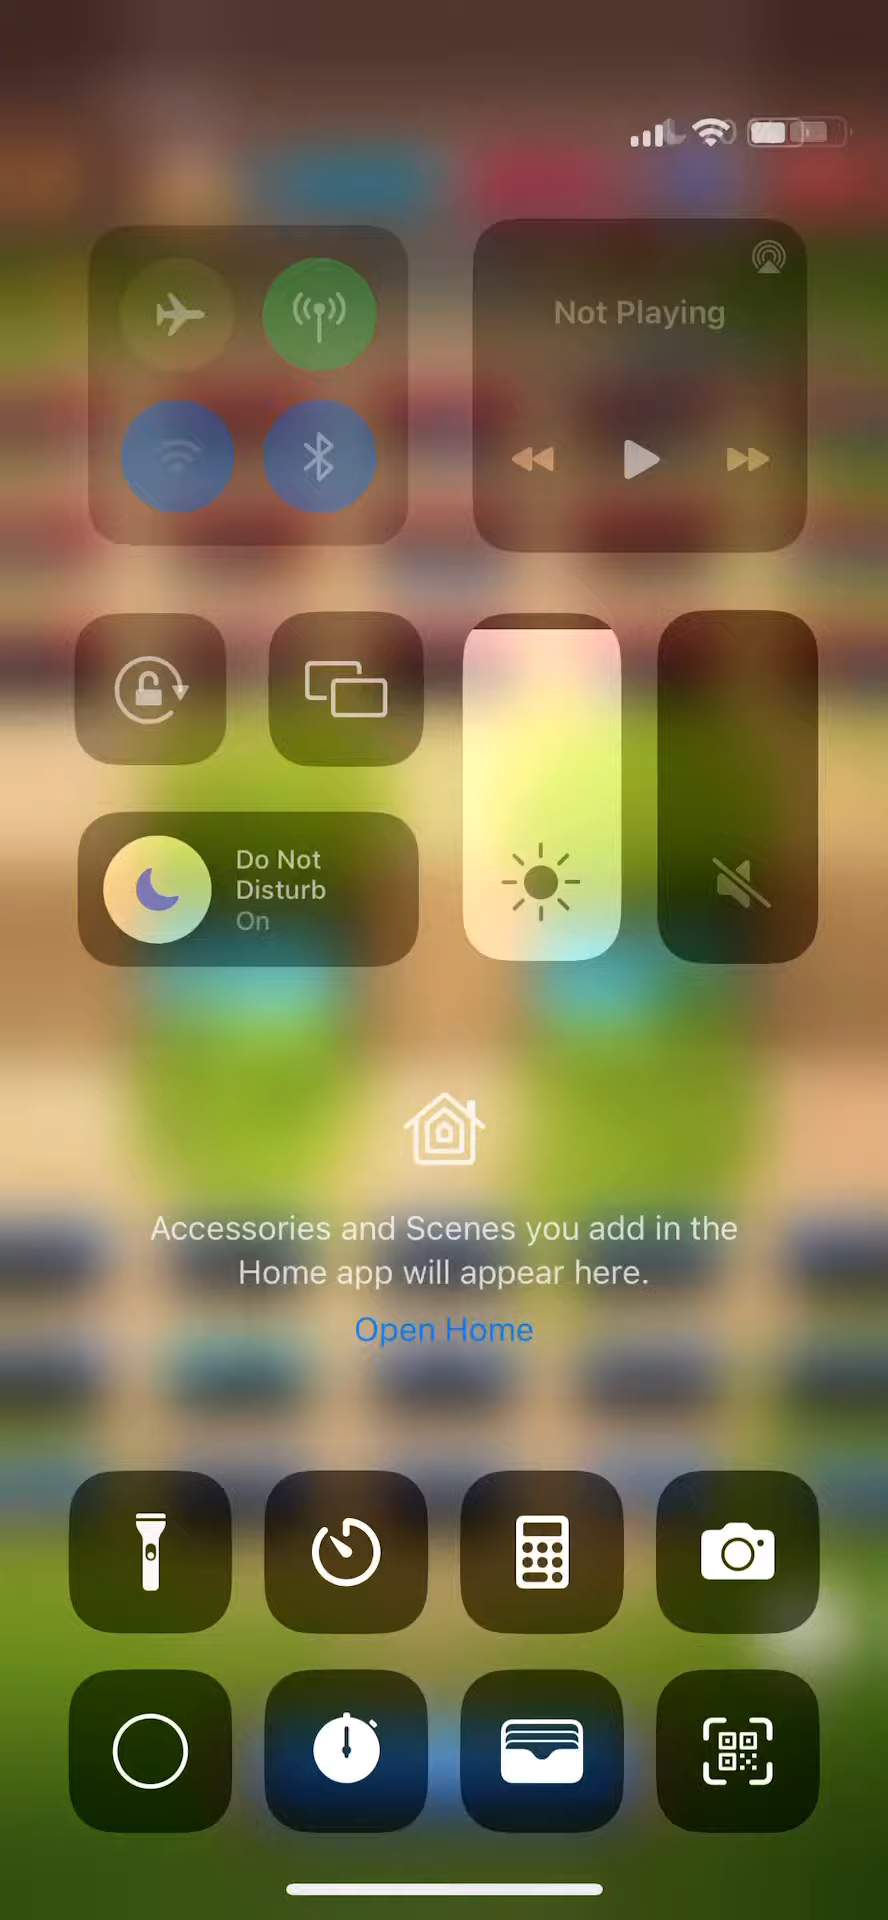 Not Playing
Do Not
Disturb
On
Accessories and Scenes you add in the
Home app will appear here.
Open Home